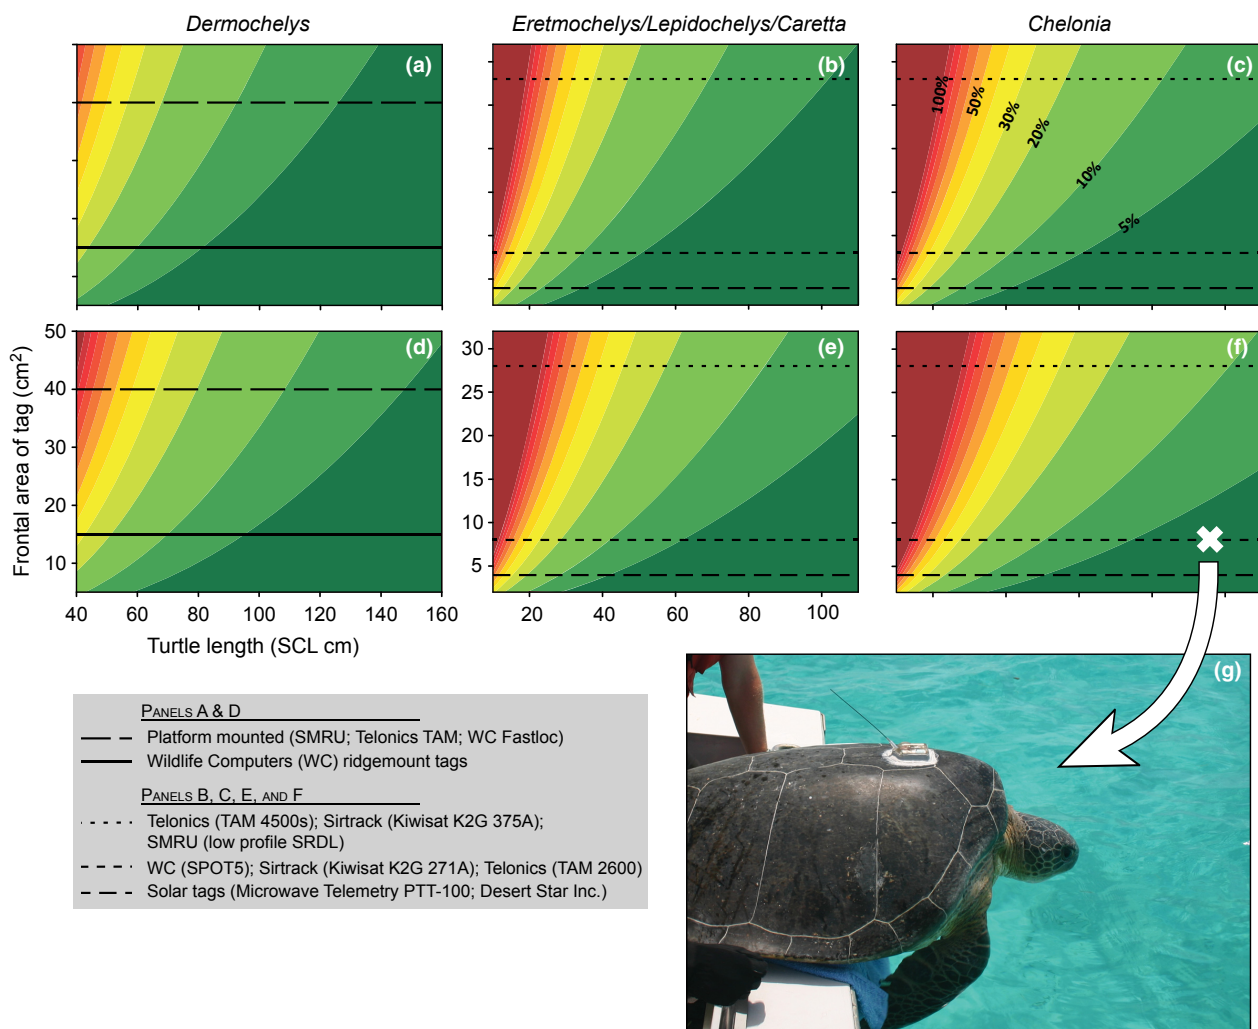 Dermochelys
Eretmochelys/Lepidochelys/Caretta
Chelonia
(a)
(b)
(c)
100%
50%
30%
20%
10%
5%
Frontal area of tag (cm²)
50
40
30
20
10
(d)
40 60 80 100 120 140 160
Turtle length (SCL cm)
30
25
20
15
10
5
(e)
20 40 60 80 100
(f)
(g)
PANELS A & D
Platform mounted (SMRU; Telonics TAM; WC Fastloc)
Wildlife Computers (WC) ridgemount tags
PANELS B, C, E, AND F
Telonics (TAM 4500s); Sirtrack (Kiwisat K2G 375A);
SMRU (low profile SRDL)
WC (SPOT5); Sirtrack (Kiwisat K2G 271A); Telonics (TAM 2600)
Solar tags (Microwave Telemetry PTT-100; Desert Star Inc.)